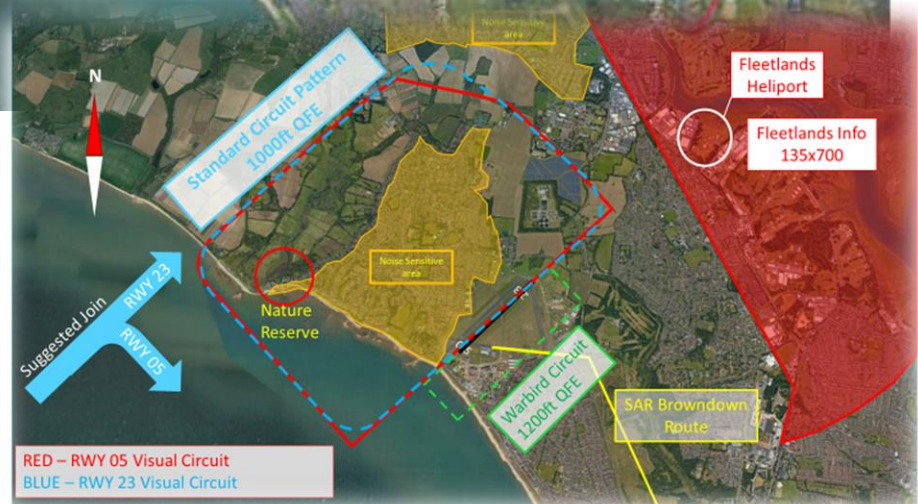 Noise Sensitive
area
N
Standard Circuit Pattern
1000ft QFE
Fleetlands
Heliport
Fleetlands Info
135x700
Noise Sensitive
area
Suggested Join
RWY 23
RWY 05
Nature
Reserve
23
05
Warbird Circuit
1200ft QFE
SAR Browndown
Route
RED – RWY 05 Visual Circuit
BLUE – RWY 23 Visual Circuit